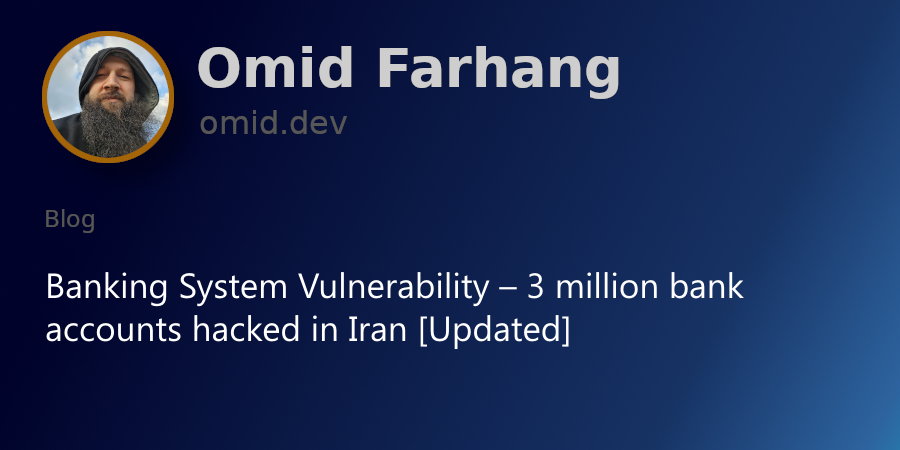 Omid Farhang
omid.dev
Blog
Banking System Vulnerability – 3 million bank
accounts hacked in Iran [Updated]